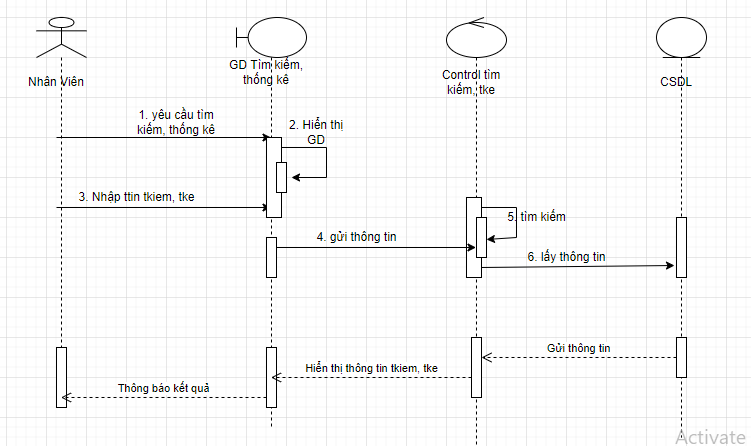 Nhân Viên
GD Tìm kiếm,
thống kê
Control tìm
kiếm, tke
CSDL
1. yêu cầu tìm
kiếm, thống kê
2. Hiển thị
GD
3. Nhập ttin tkiem, tke
4. gửi thông tin
5. tìm kiếm
6. lấy thông tin
Gửi thông tin
Hiển thị thông tin tkiem, tke
Thông báo kết quả
Activate